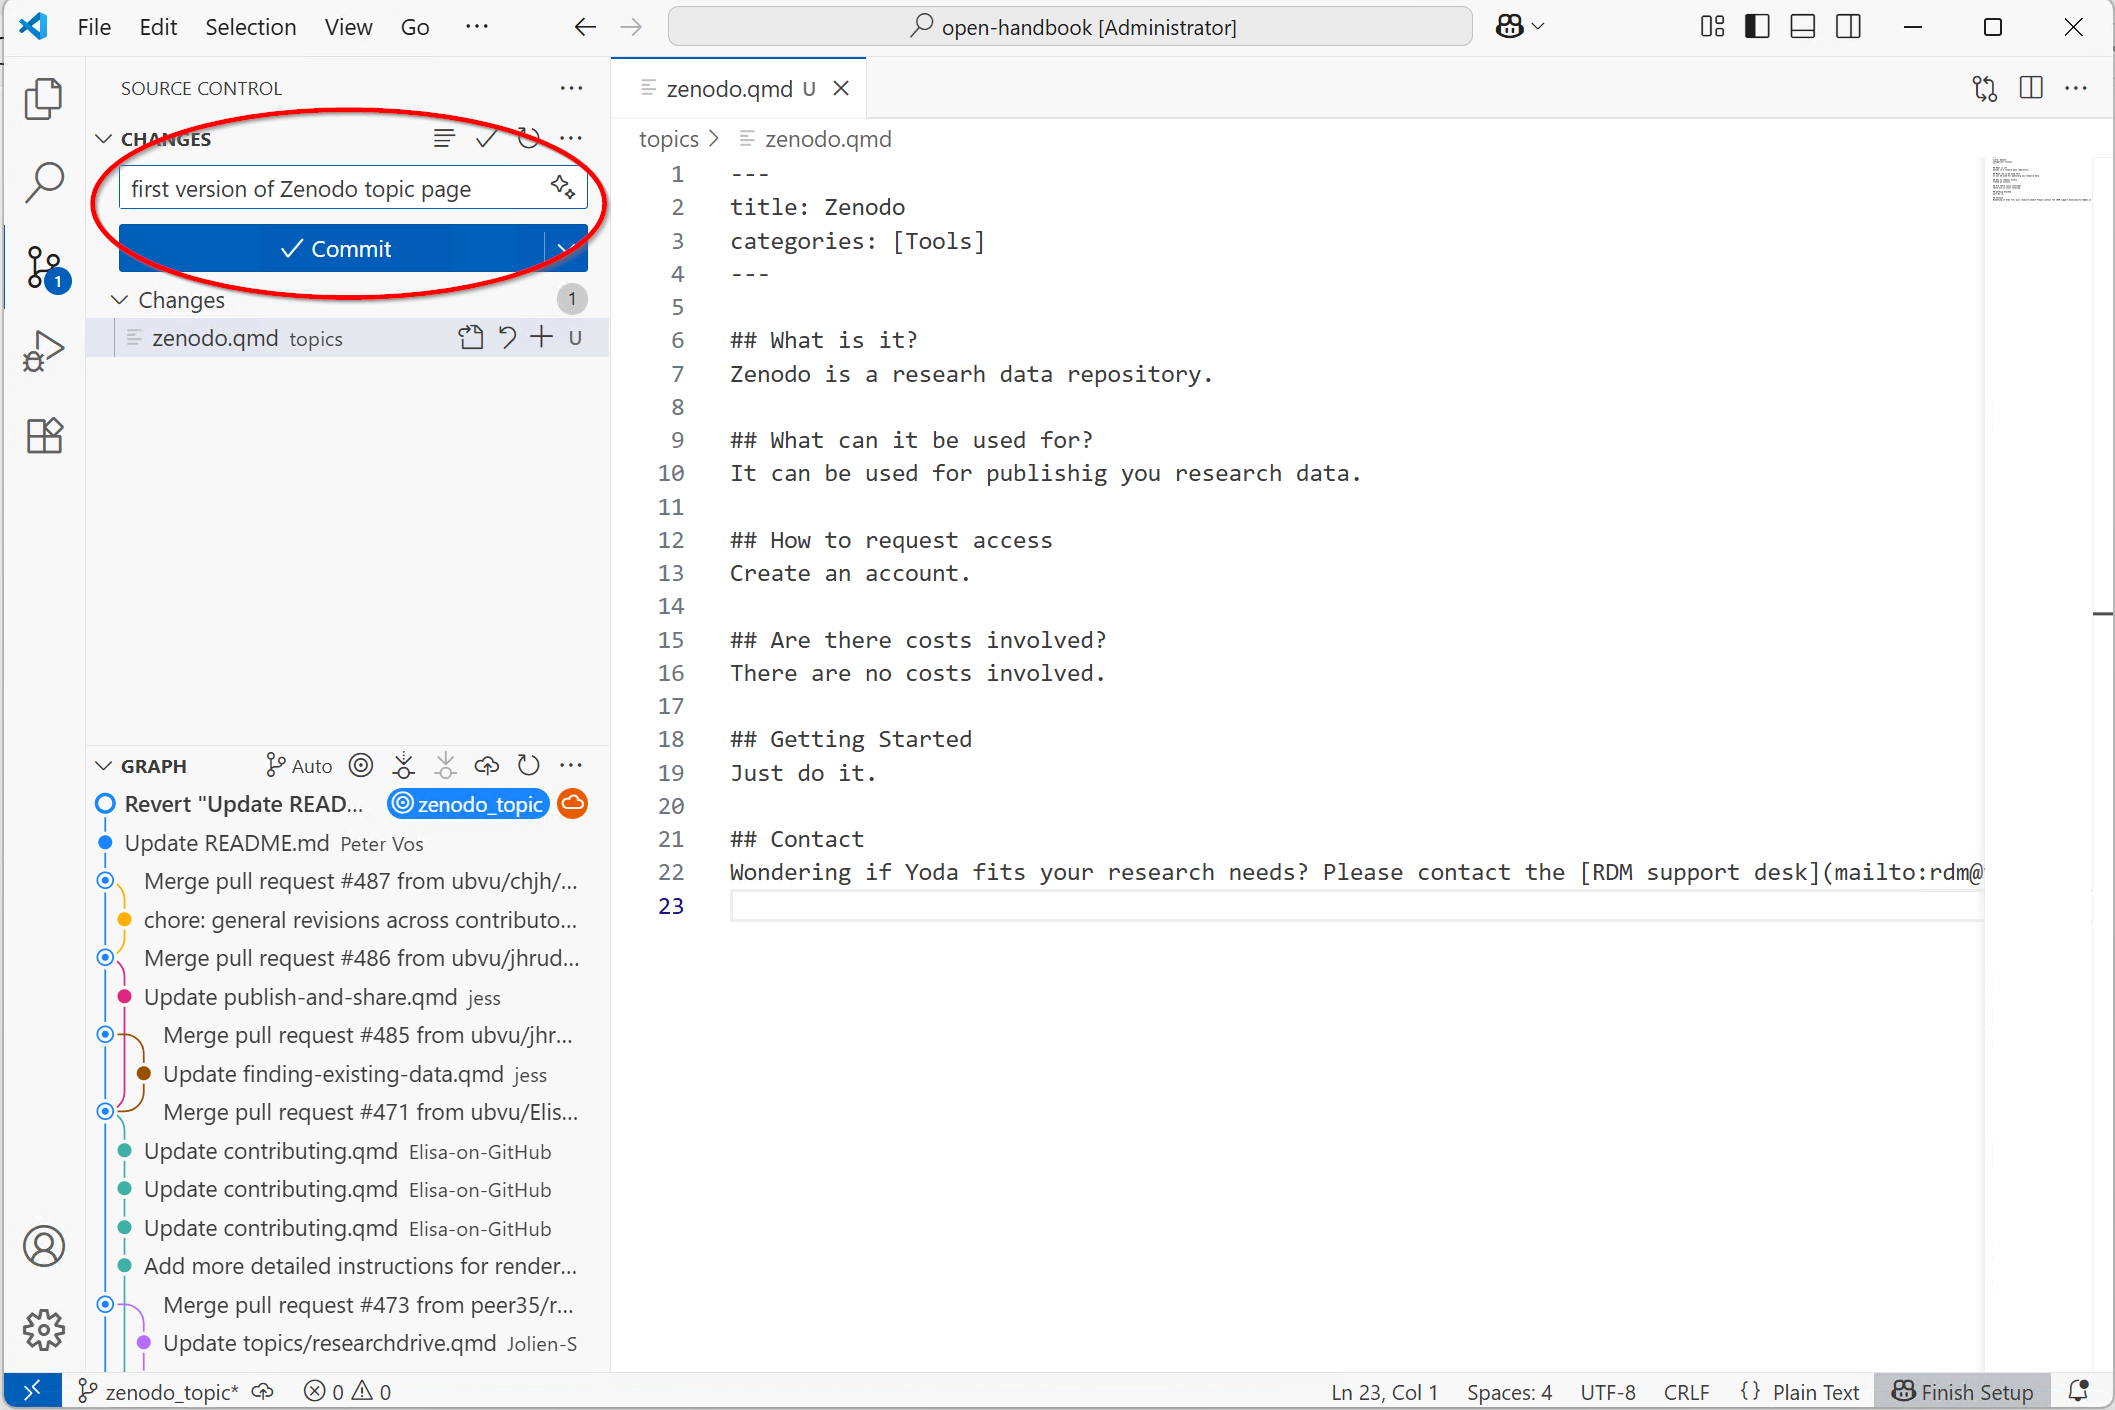 File Edit Selection View Go ··· open-handbook [Administrator]
SOURCE CONTROL
CHANGES
first version of Zenodo topic page
Commit
Changes 1
zenodo.qmd topics U
1
GRAPH Auto
Revert "Update READ... zenodo_topic
Update README.md Peter Vos
Merge pull request #487 from ubvu/chjh/...
chore: general revisions across contributo...
Merge pull request #486 from ubvu/jhrud...
Update publish-and-share.qmd jess
Merge pull request #485 from ubvu/jhr...
Update finding-existing-data.qmd jess
Merge pull request #471 from ubvu/Elis...
Update contributing.qmd Elisa-on-GitHub
Update contributing.qmd Elisa-on-GitHub
Update contributing.qmd Elisa-on-GitHub
Add more detailed instructions for render...
Merge pull request #473 from peer35/r...
Update topics/researchdrive.qmd Jolien-S
zenodo.qmd U
topics > zenodo.qmd
1 ---
2 title: Zenodo
3 categories: [Tools]
4 ---
5
6 ## What is it?
7 Zenodo is a researh data repository.
8
9 ## What can it be used for?
10 It can be used for publishig you research data.
11
12 ## How to request access
13 Create an account.
14
15 ## Are there costs involved?
16 There are no costs involved.
17
18 ## Getting Started
19 Just do it.
20
21 ## Contact
22 Wondering if Yoda fits your research needs? Please contact the [RDM support desk](mailto:rdm@
23
zenodo_topic* 0 0 Ln 23, Col 1 Spaces: 4 UTF-8 CRLF {} Plain Text Finish Setup